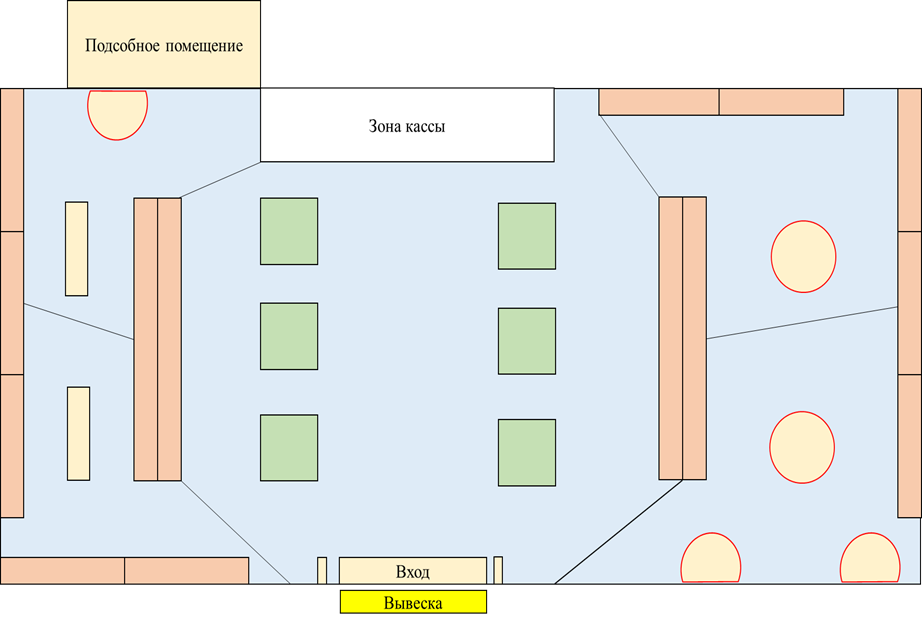 Подсобное помещение
Зона кассы
Вход
Вывеска